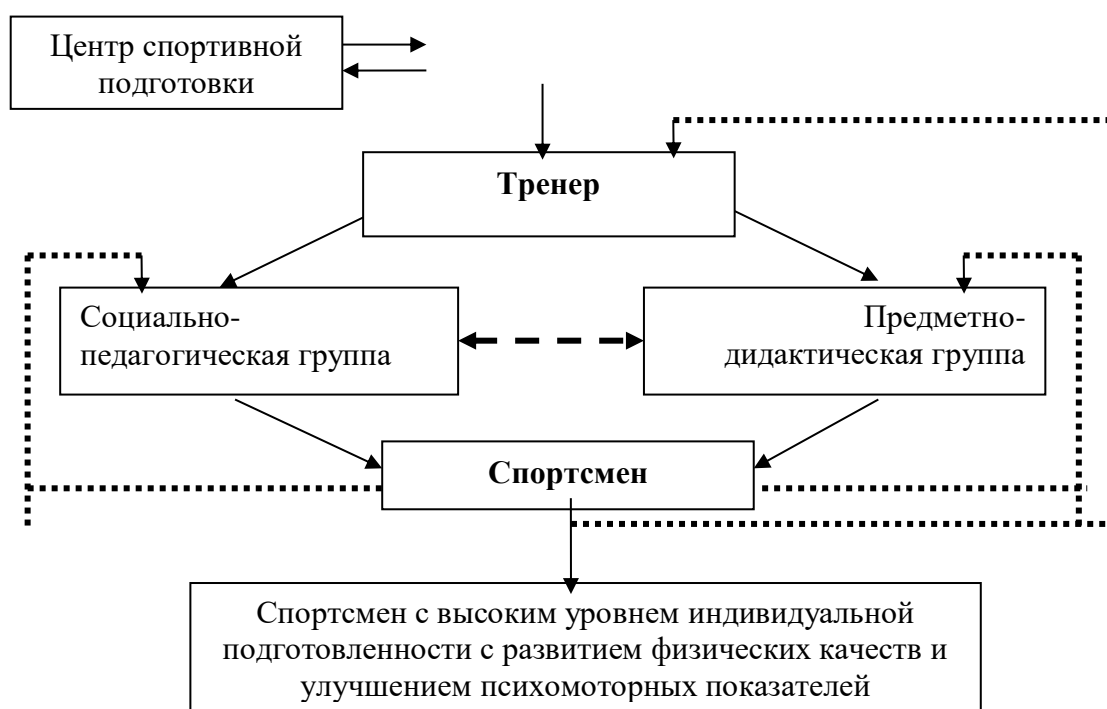 Центр спортивной
подготовки
Тренер
Социально-
педагогическая группа
Предметно-
дидактическая группа
Спортсмен
Спортсмен с высоким уровнем индивидуальной
подготовленности с развитием физических качеств и
улучшением психомоторных показателей